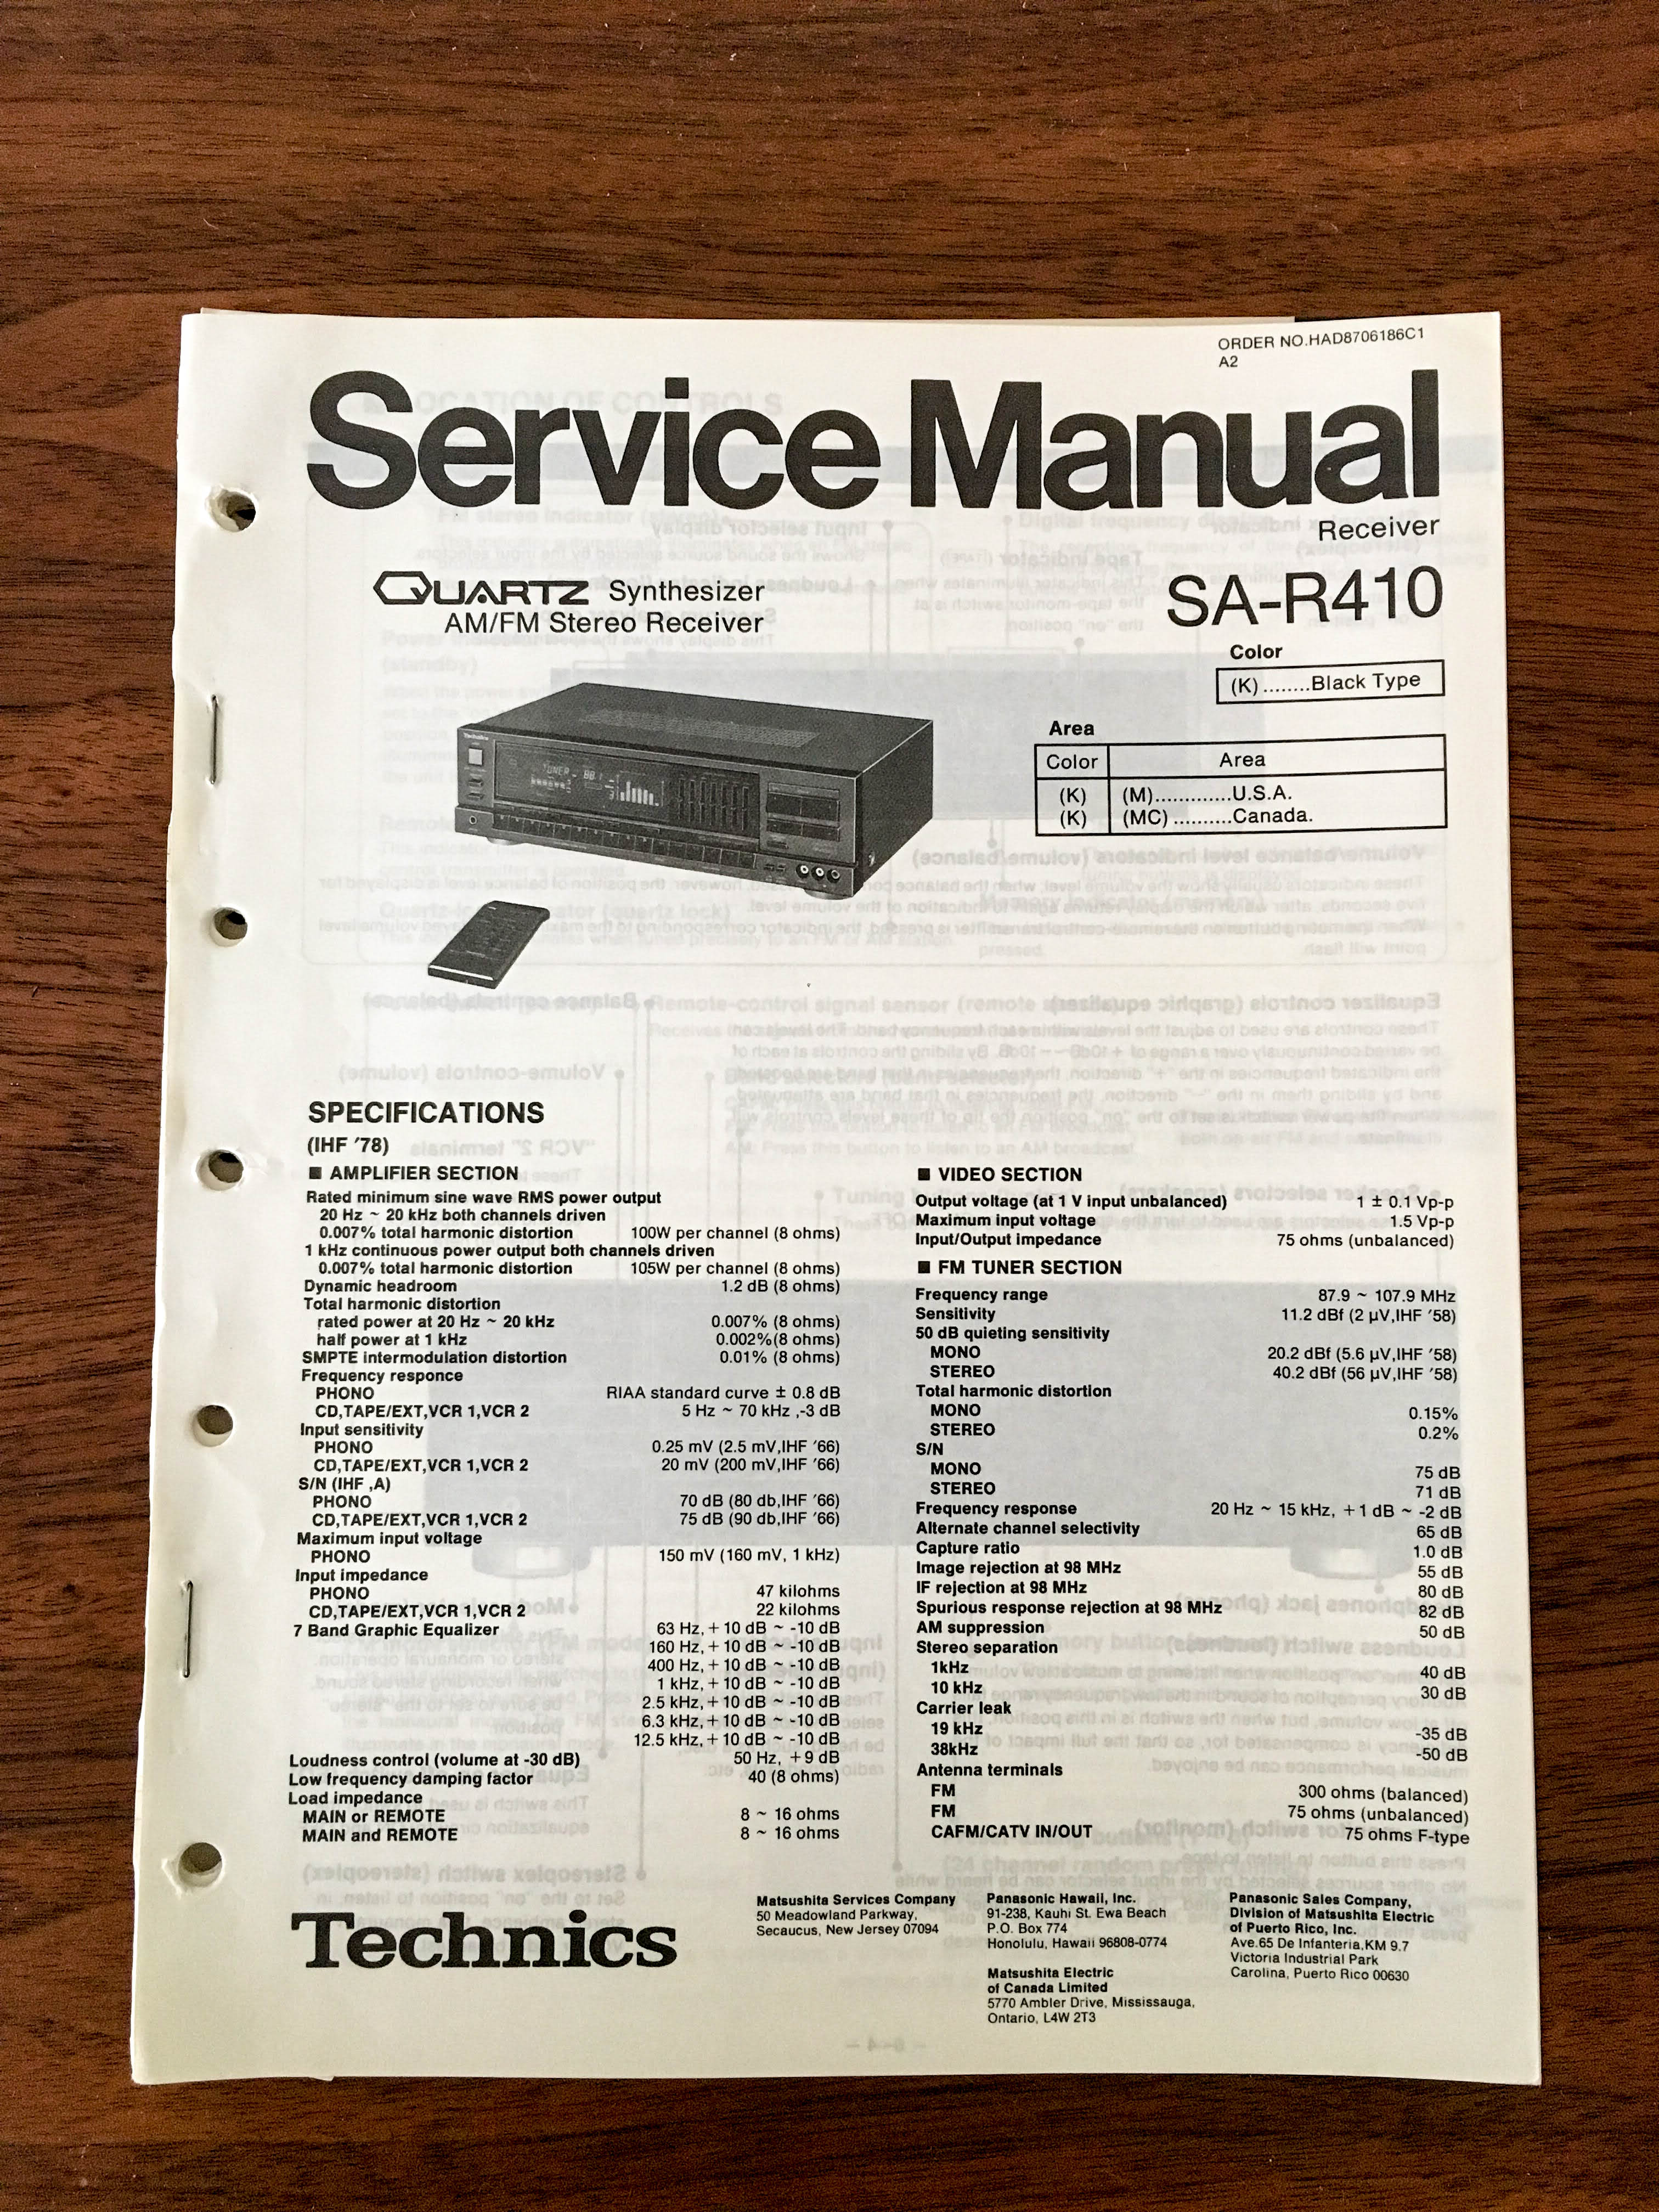 ORDER NO.HAD8706186C1
A2
Service Manual
Receiver
QUARTZ Synthesizer
AM/FM Stereo Receiver
SA-R410
Color
(K)........Black Type
Area
Color Area
(K) (M).............U.S.A.
(K) (MC)..........Canada.
Technics
TUNER 88.1
SPECIFICATIONS
(IHF '78)
■ AMPLIFIER SECTION
Rated minimum sine wave RMS power output
20 Hz ~ 20 kHz both channels driven
0.007% total harmonic distortion 100W per channel (8 ohms)
1 kHz continuous power output both channels driven
0.007% total harmonic distortion 105W per channel (8 ohms)
Dynamic headroom 1.2 dB (8 ohms)
Total harmonic distortion
rated power at 20 Hz ~ 20 kHz 0.007% (8 ohms)
half power at 1 kHz 0.002%(8 ohms)
SMPTE intermodulation distortion 0.01% (8 ohms)
Frequency responce
PHONO RIAA standard curve ± 0.8 dB
CD,TAPE/EXT,VCR 1,VCR 2 5 Hz ~ 70 kHz ,-3 dB
Input sensitivity
PHONO 0.25 mV (2.5 mV,IHF '66)
CD,TAPE/EXT,VCR 1,VCR 2 20 mV (200 mV,IHF '66)
S/N (IHF ,A)
PHONO 70 dB (80 db,IHF '66)
CD,TAPE/EXT,VCR 1,VCR 2 75 dB (90 db,IHF '66)
Maximum input voltage
PHONO 150 mV (160 mV, 1 kHz)
Input impedance
PHONO 47 kilohms
CD,TAPE/EXT,VCR 1,VCR 2 22 kilohms
7 Band Graphic Equalizer 63 Hz,+10 dB ~ -10 dB
160 Hz,+10 dB ~ -10 dB
400 Hz,+10 dB ~ -10 dB
1 kHz,+10 dB ~ -10 dB
2.5 kHz,+10 dB ~ -10 dB
6.3 kHz,+10 dB ~ -10 dB
12.5 kHz,+10 dB ~ -10 dB
Loudness control (volume at -30 dB) 50 Hz, +9 dB
Low frequency damping factor 40 (8 ohms)
Load impedance
MAIN or REMOTE 8 ~ 16 ohms
MAIN and REMOTE 8 ~ 16 ohms
■ VIDEO SECTION
Output voltage (at 1 V input unbalanced) 1 ± 0.1 Vp-p
Maximum input voltage 1.5 Vp-p
Input/Output impedance 75 ohms (unbalanced)
■ FM TUNER SECTION
Frequency range 87.9 ~ 107.9 MHz
Sensitivity 11.2 dBf (2 μV,IHF '58)
50 dB quieting sensitivity
MONO 20.2 dBf (5.6 μV,IHF '58)
STEREO 40.2 dBf (56 μV,IHF '58)
Total harmonic distortion
MONO 0.15%
STEREO 0.2%
S/N
MONO 75 dB
STEREO 71 dB
Frequency response 20 Hz ~ 15 kHz, +1 dB ~ -2 dB
Alternate channel selectivity 65 dB
Capture ratio 1.0 dB
Image rejection at 98 MHz 55 dB
IF rejection at 98 MHz 80 dB
Spurious response rejection at 98 MHz 82 dB
AM suppression 50 dB
Stereo separation
1kHz 40 dB
10 kHz 30 dB
Carrier leak
19 kHz -35 dB
38kHz -50 dB
Antenna terminals
FM 300 ohms (balanced)
FM 75 ohms (unbalanced)
CAFM/CATV IN/OUT 75 ohms F-type
Technics
Matsushita Services Company
50 Meadowland Parkway,
Secaucus, New Jersey 07094
Panasonic Hawaii, Inc.
91-238, Kauhi St. Ewa Beach
P.O. Box 774
Honolulu, Hawaii 96808-0774
Matsushita Electric
of Canada Limited
5770 Ambler Drive, Mississauga,
Ontario, L4W 2T3
Panasonic Sales Company,
Division of Matsushita Electric
of Puerto Rico, Inc.
Ave.65 De Infanteria,KM 9.7
Victoria Industrial Park
Carolina, Puerto Rico 00630